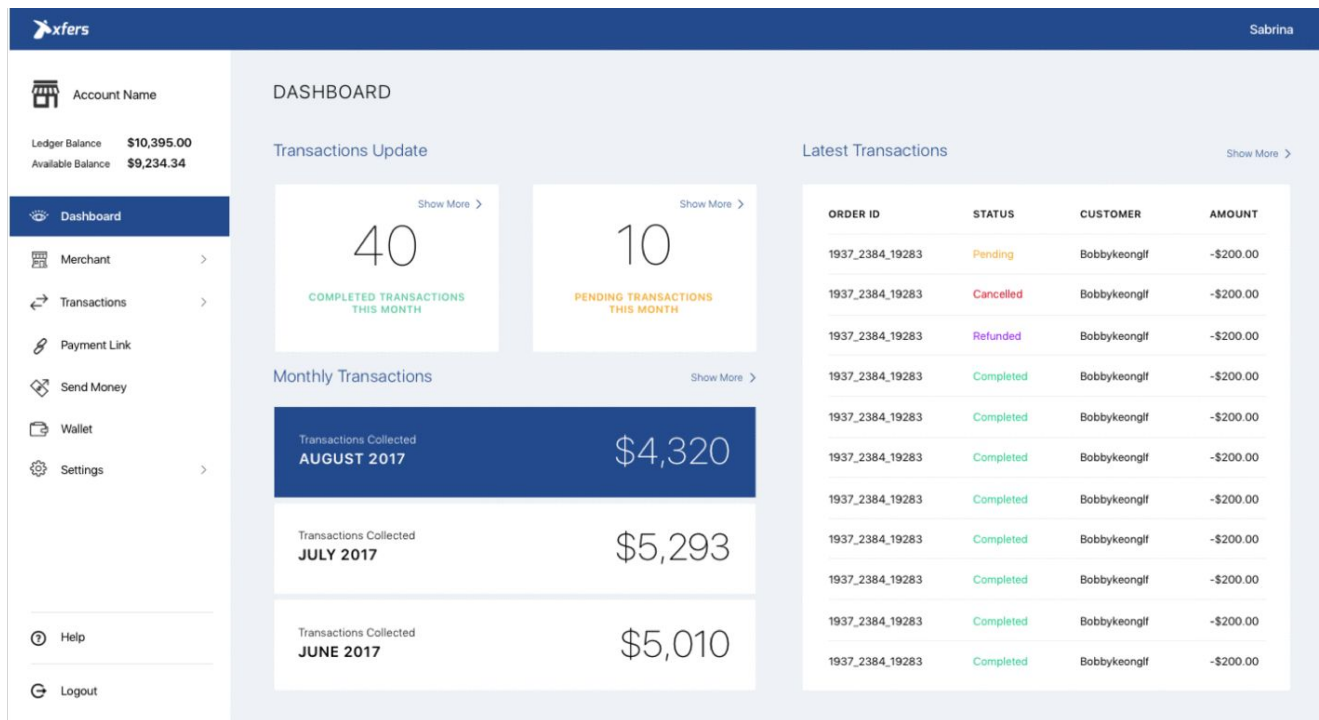 xfers
Sabrina
Account Name
Ledger Balance $10,395.00
Available Balance $9,234.34
Dashboard
Merchant
Transactions
Payment Link
Send Money
Wallet
Settings
Help
Logout
DASHBOARD
Transactions Update
Show More
40
COMPLETED TRANSACTIONS
THIS MONTH
Show More
10
PENDING TRANSACTIONS
THIS MONTH
Monthly Transactions
Show More
Transactions Collected
AUGUST 2017
$4,320
Transactions Collected
JULY 2017
$5,293
Transactions Collected
JUNE 2017
$5,010
Latest Transactions
Show More
ORDER ID STATUS CUSTOMER AMOUNT
1937_2384_19283 Pending Bobbykeonglf -$200.00
1937_2384_19283 Cancelled Bobbykeonglf -$200.00
1937_2384_19283 Refunded Bobbykeonglf -$200.00
1937_2384_19283 Completed Bobbykeonglf -$200.00
1937_2384_19283 Completed Bobbykeonglf -$200.00
1937_2384_19283 Completed Bobbykeonglf -$200.00
1937_2384_19283 Completed Bobbykeonglf -$200.00
1937_2384_19283 Completed Bobbykeonglf -$200.00
1937_2384_19283 Completed Bobbykeonglf -$200.00
1937_2384_19283 Completed Bobbykeonglf -$200.00
1937_2384_19283 Completed Bobbykeonglf -$200.00